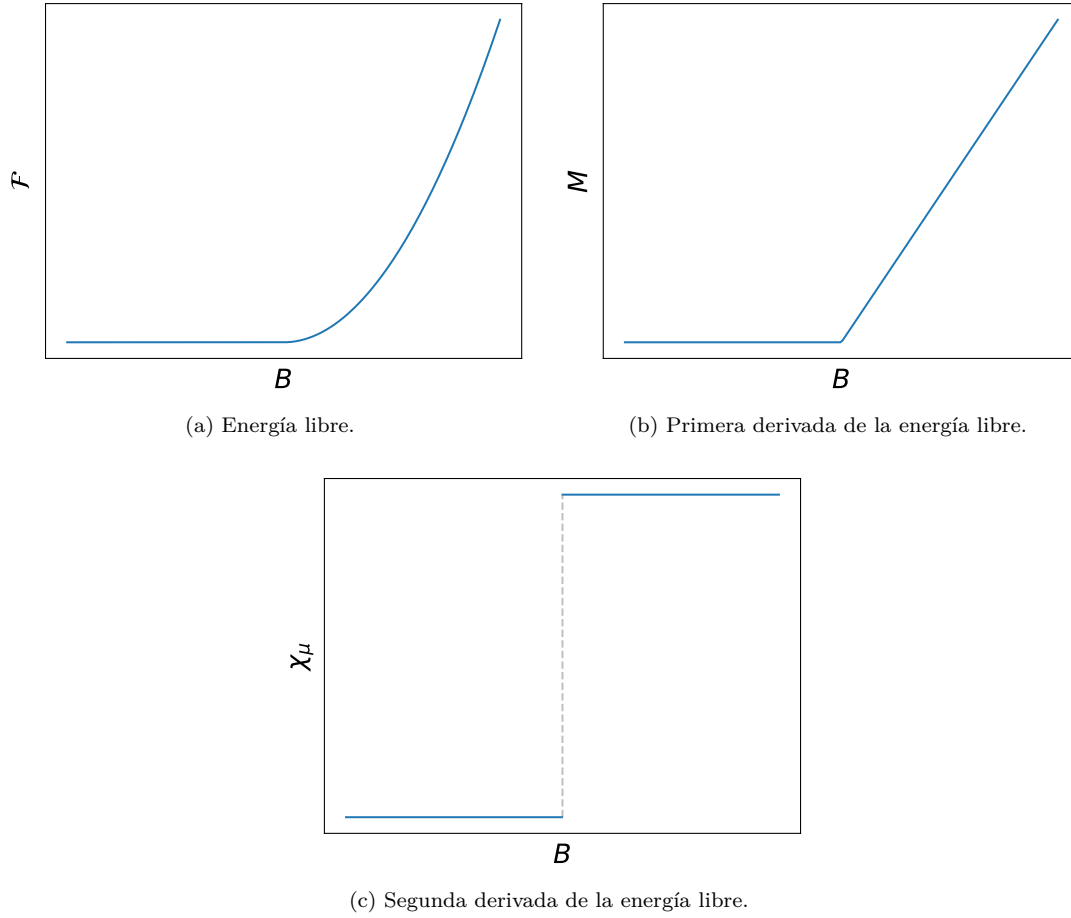 ℱ
B
(a) Energía libre.
M
B
(b) Primera derivada de la energía libre.
χμ
B
(c) Segunda derivada de la energía libre.